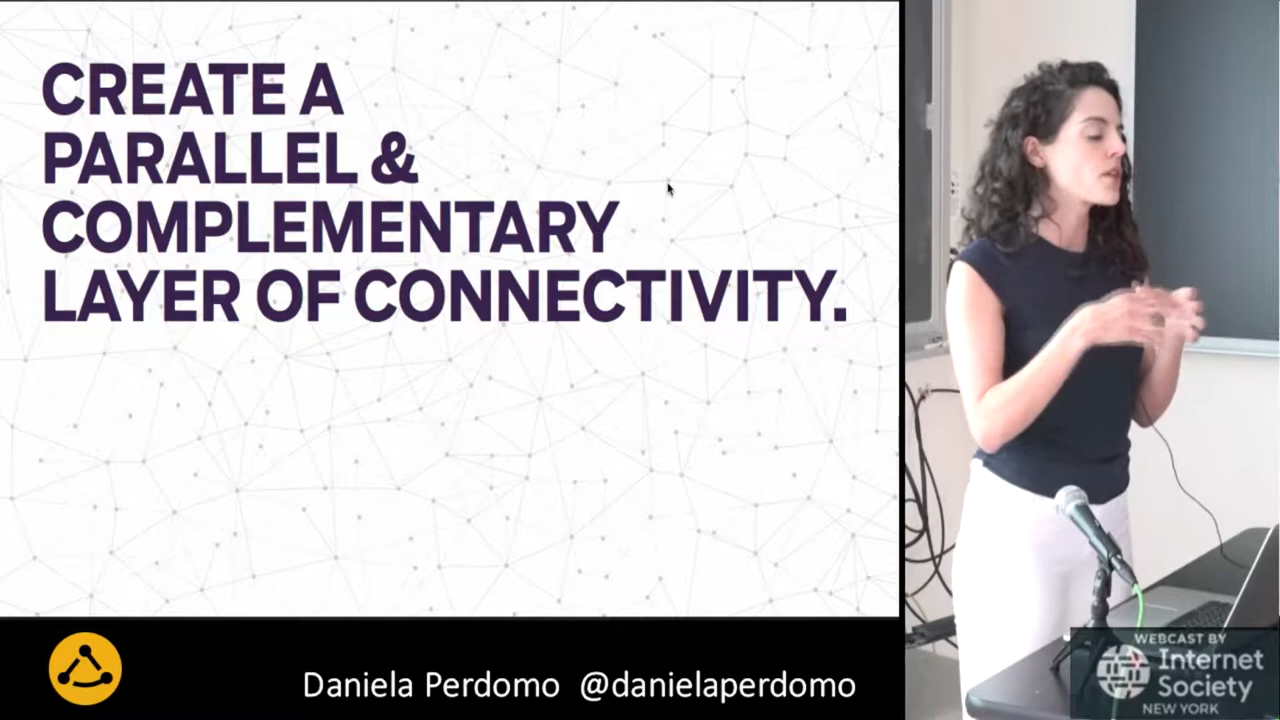 CREATE A
PARALLEL &
COMPLEMENTARY
LAYER OF CONNECTIVITY.
Daniela Perdomo @danielaperdomo
WEBCAST BY
Internet
Society
NEW YORK